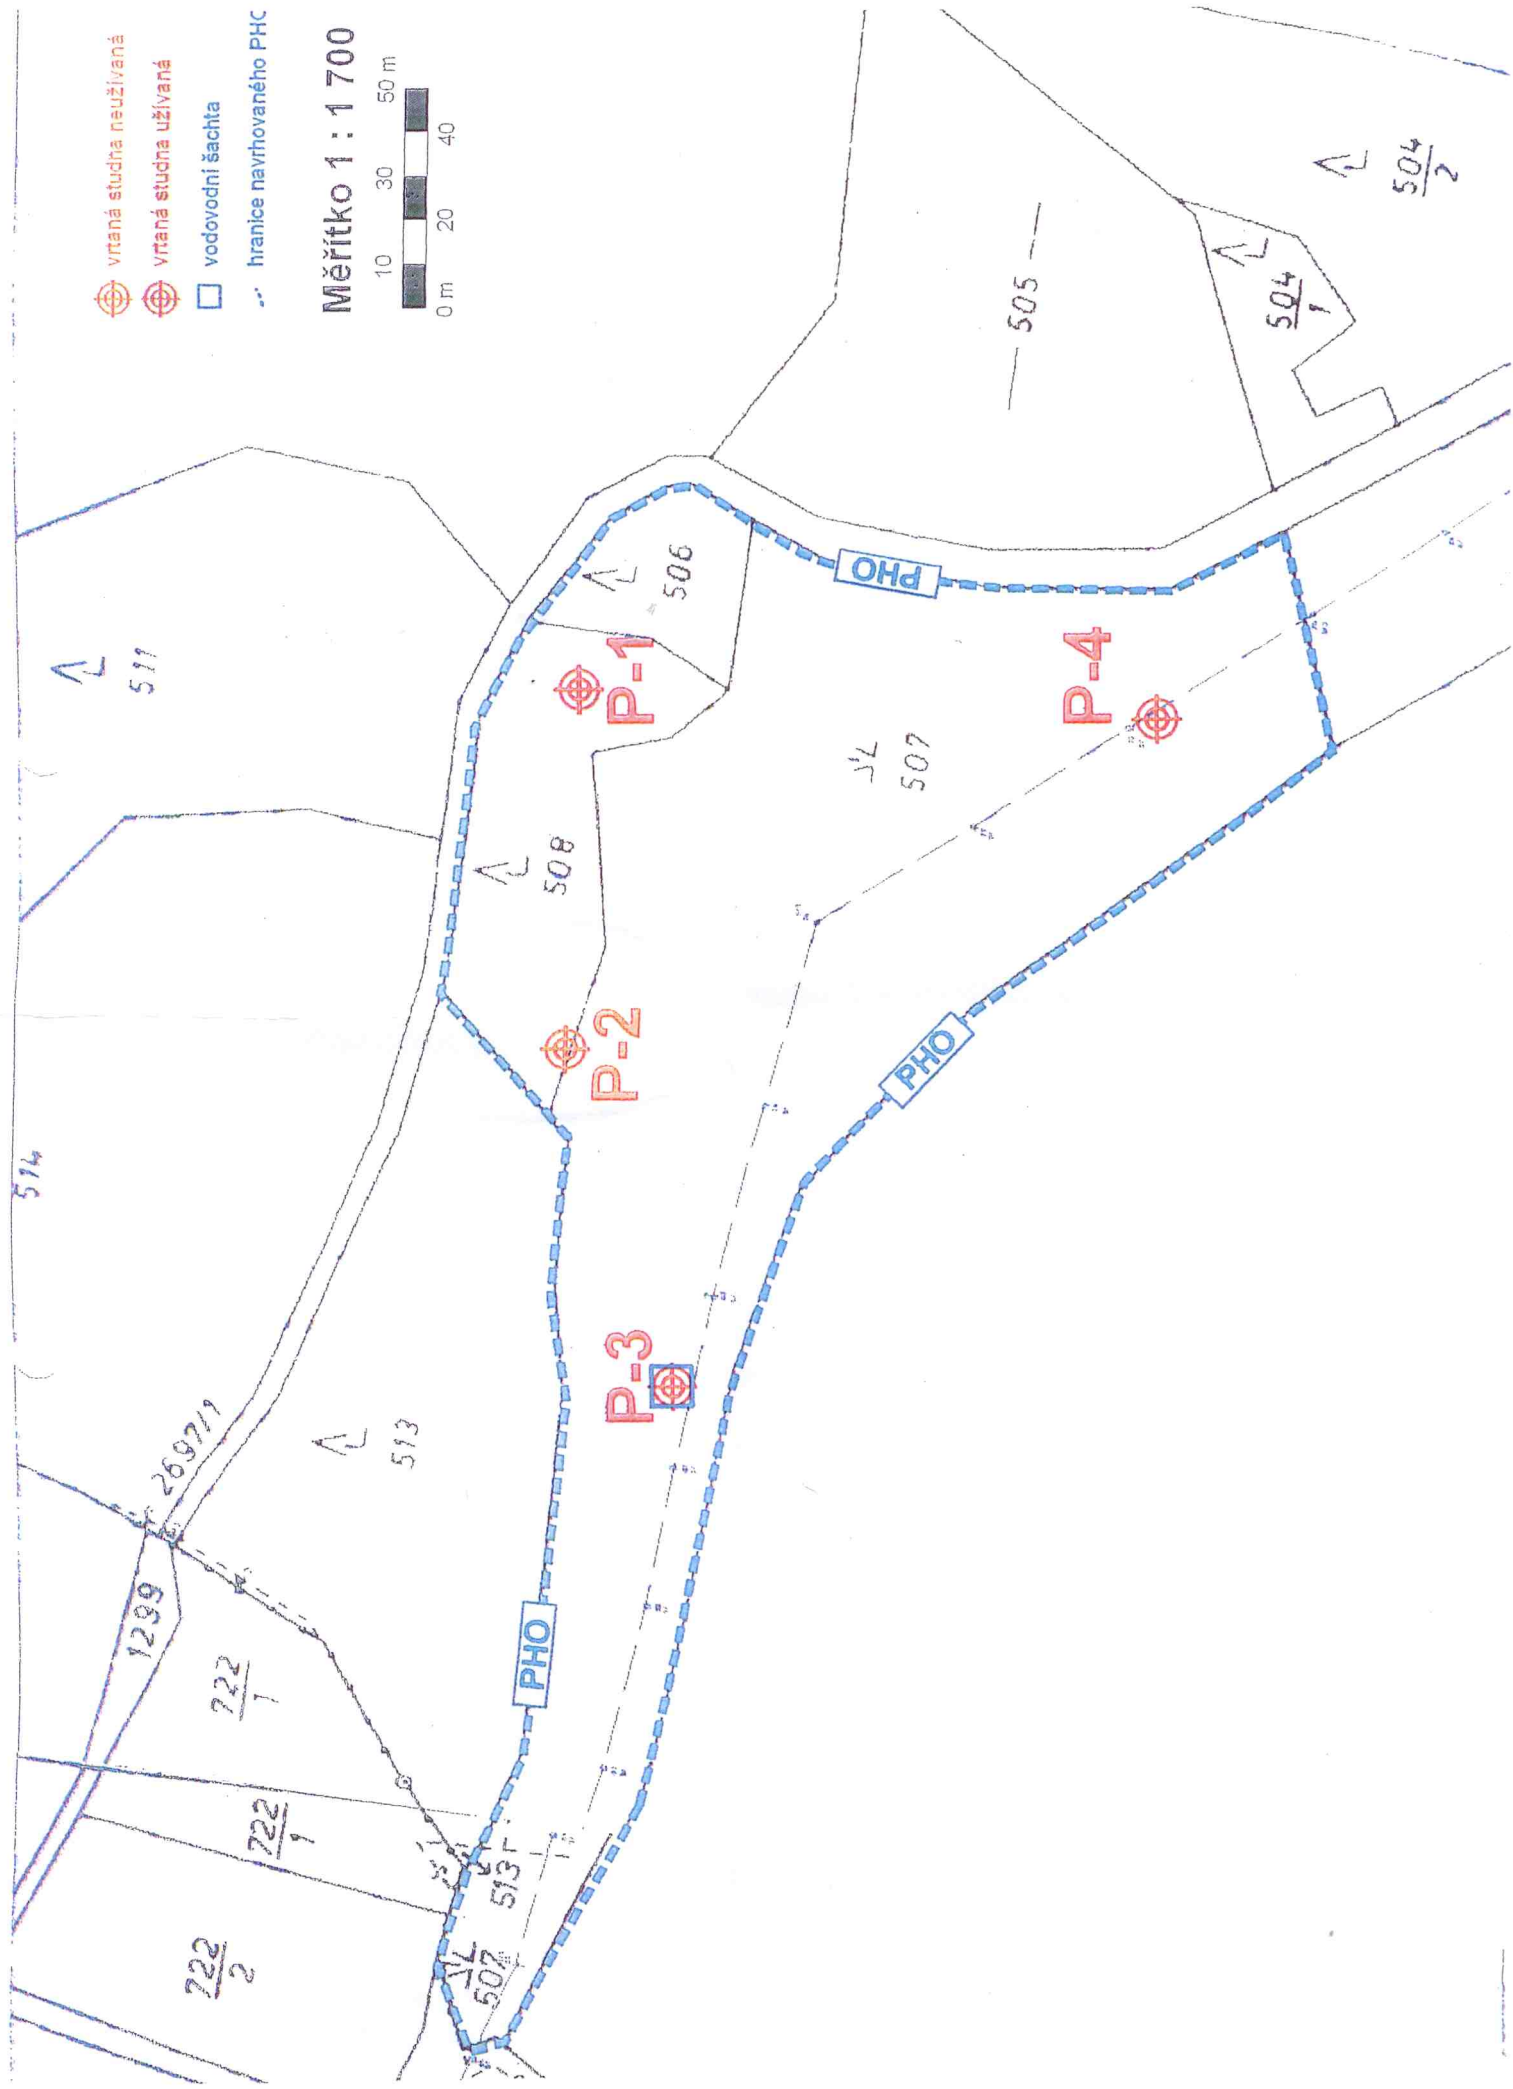 vrtaná studna neužívaná
vrtaná studna užívaná
vodovodní šachta
hranice navrhovaného PHO
Měřítko 1 : 1 700
10 30 50 m
0 m 20 40
514
511
2697/1
1299
722
1
722
1
722
2
513
508
506
P-1
P-2
P-3
P-4
PHO
PHO
PHO
507
505
504
1
504
2
513
507